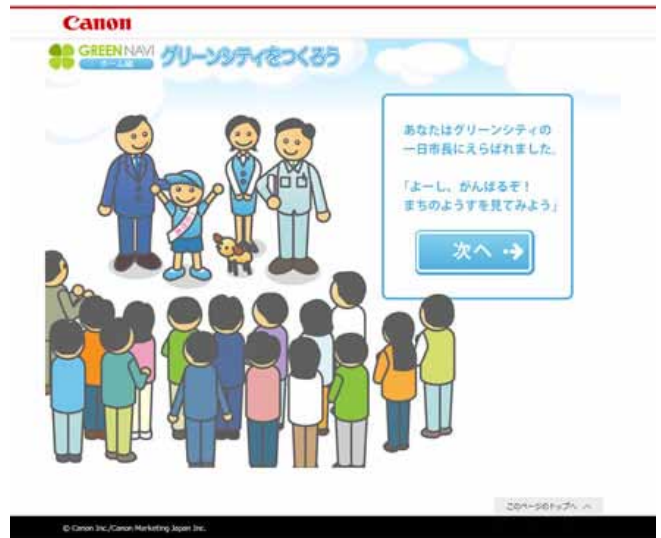 Canon
GREEN NAVI
ホーム編
グリーンシティをつくろう
あなたはグリーンシティの
一日市長にえらばれました。
「よーし、がんばるぞ！
まちのようすを見てみよう」
次へ
このページのトップへ
© Canon Inc./Canon Marketing Japan Inc.